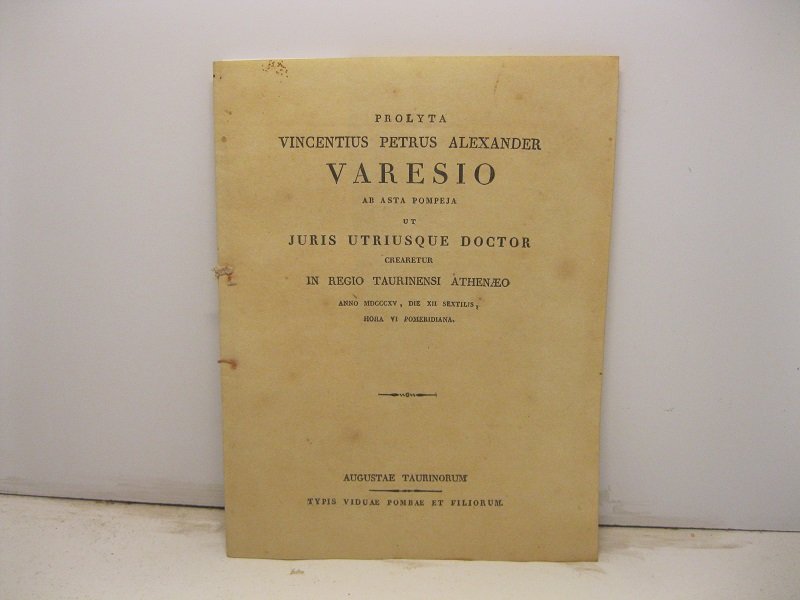 PROLYTA
VINCENTIUS PETRUS ALEXANDER
VARESIO
AB ASTA POMPEJA
UT
JURIS UTRIUSQUE DOCTOR
CREARETUR
IN REGIO TAURINENSI ATHENÆO
ANNO MDCCCXV, DIE XII SEXTILIS,
HORA VI POMERIDIANA.
AUGUSTAE TAURINORUM
TYPIS VIDUAE POMBAE ET FILIORUM.